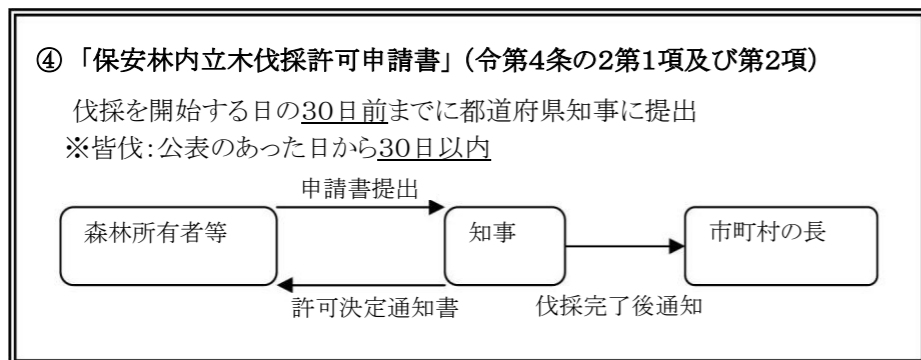 ④ 「保安林内立木伐採許可申請書」（令第4条の2第1項及び第2項）
伐採を開始する日の30日前までに都道府県知事に提出
※皆伐：公表のあった日から30日以内
申請書提出
森林所有者等
知事
市町村の長
許可決定通知書
伐採完了後通知